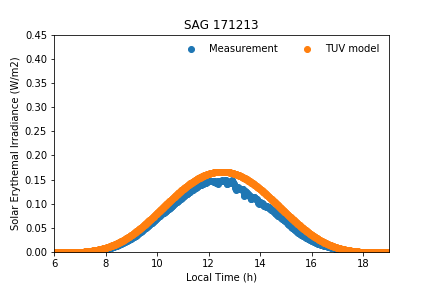 SAG 171213
Measurement TUV model
Solar Erythemal Irradiance (W/m2)
0.45
0.40
0.35
0.30
0.25
0.20
0.15
0.10
0.05
0.00
6 8 10 12 14 16 18
Local Time (h)